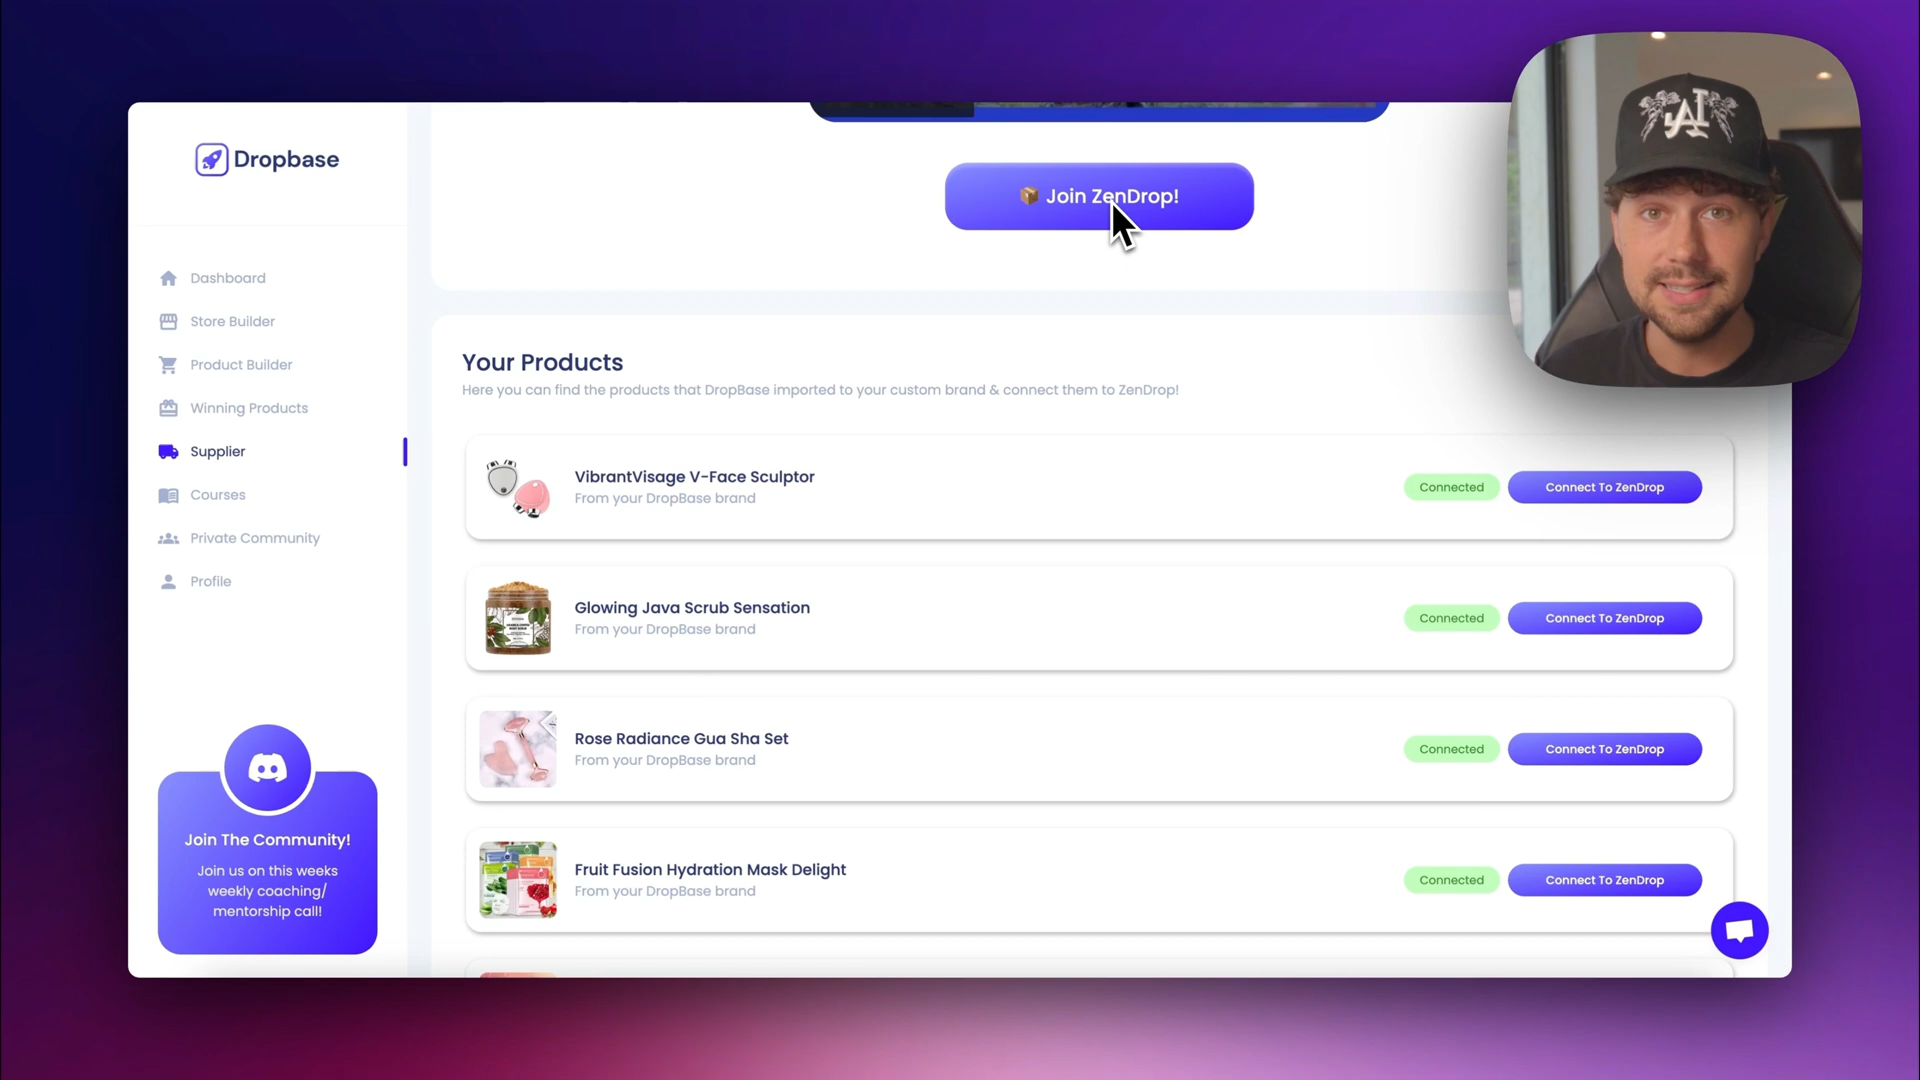 Dropbase
Dashboard
Store Builder
Product Builder
Winning Products
Supplier
Courses
Private Community
Profile
Join The Community!
Join us on this weeks
weekly coaching/
mentorship call!
📦 Join ZenDrop!
Your Products
Here you can find the products that DropBase imported to your custom brand & connect them to ZenDrop!
VibrantVisage V-Face Sculptor
From your DropBase brand
Connected
Connect To ZenDrop
Glowing Java Scrub Sensation
From your DropBase brand
Connected
Connect To ZenDrop
Rose Radiance Gua Sha Set
From your DropBase brand
Connected
Connect To ZenDrop
Fruit Fusion Hydration Mask Delight
From your DropBase brand
Connected
Connect To ZenDrop